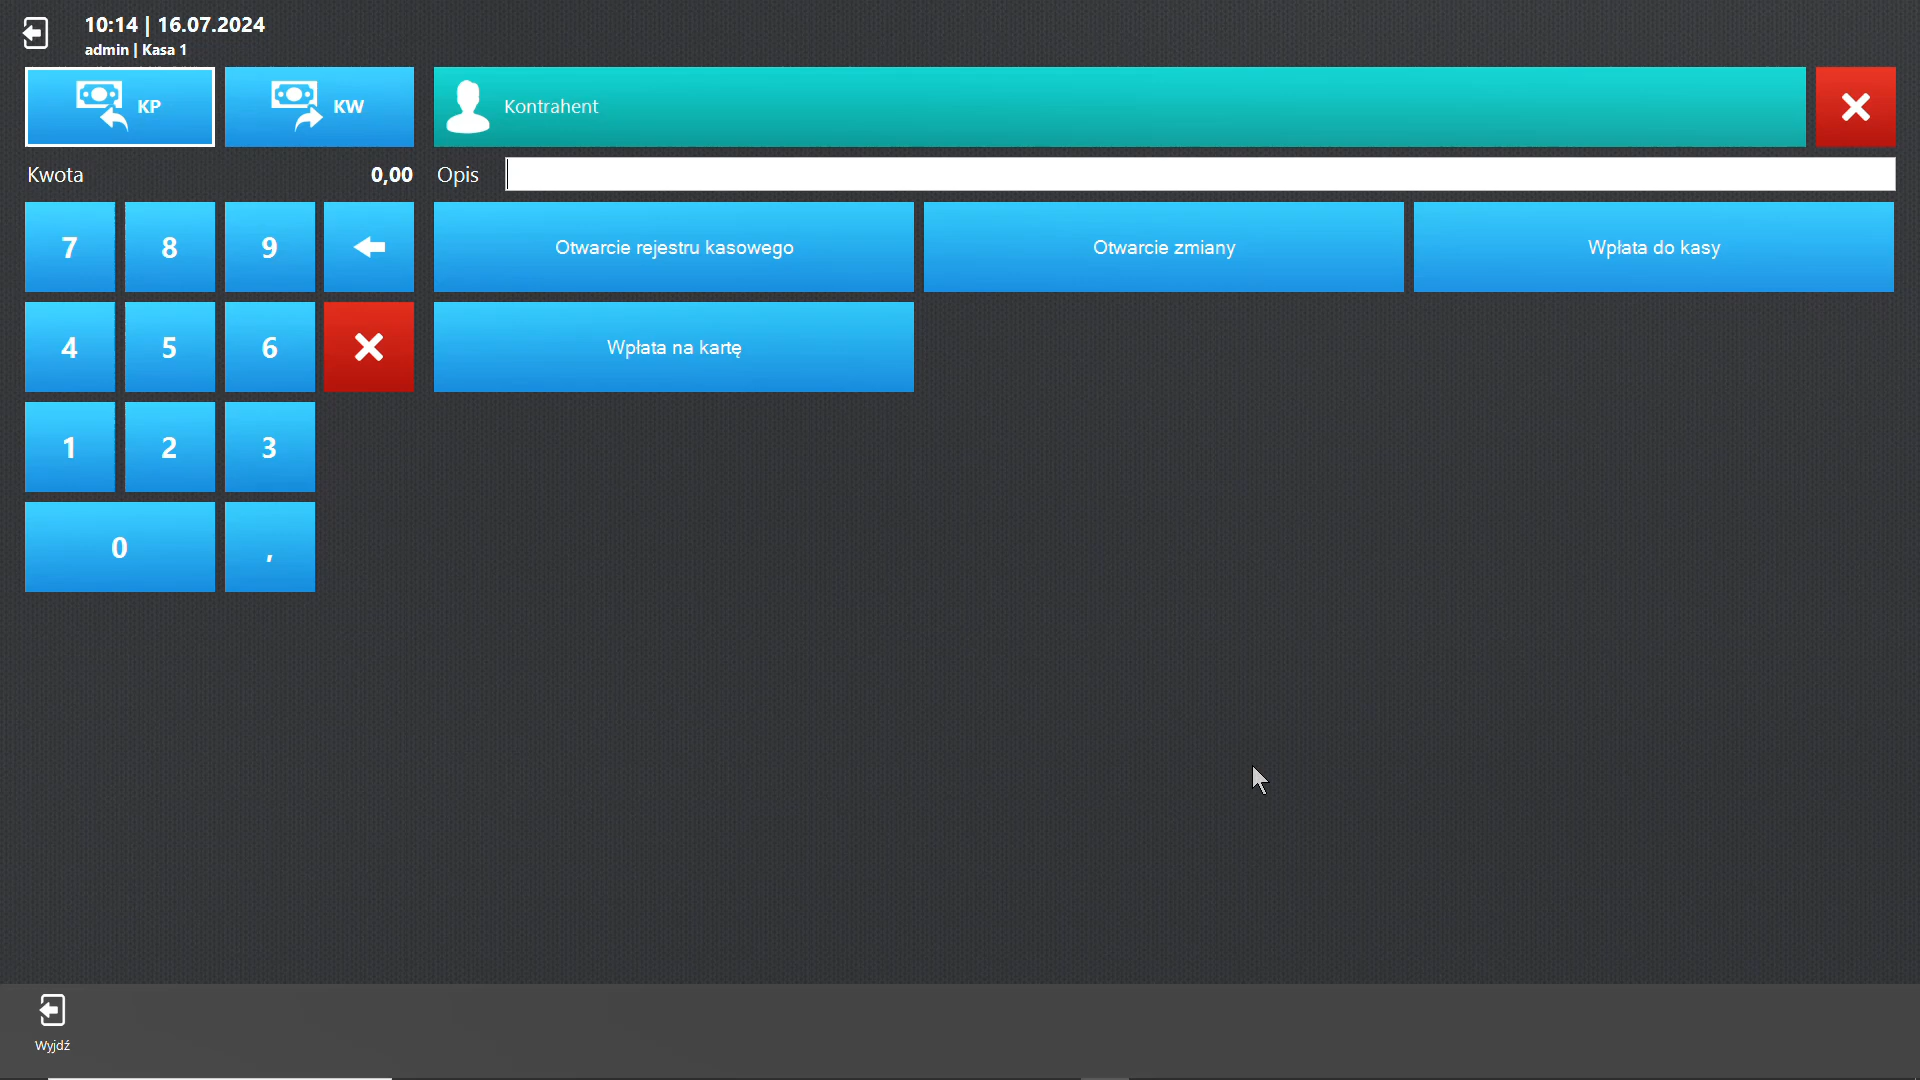 10:14 | 16.07.2024
admin | Kasa 1
KP
KW
Kontrahent
Kwota 0,00
Opis
7 8 9
Otwarcie rejestru kasowego
Otwarcie zmiany
Wpłata do kasy
4 5 6
Wpłata na kartę
1 2 3
0 ,
Wyjdź